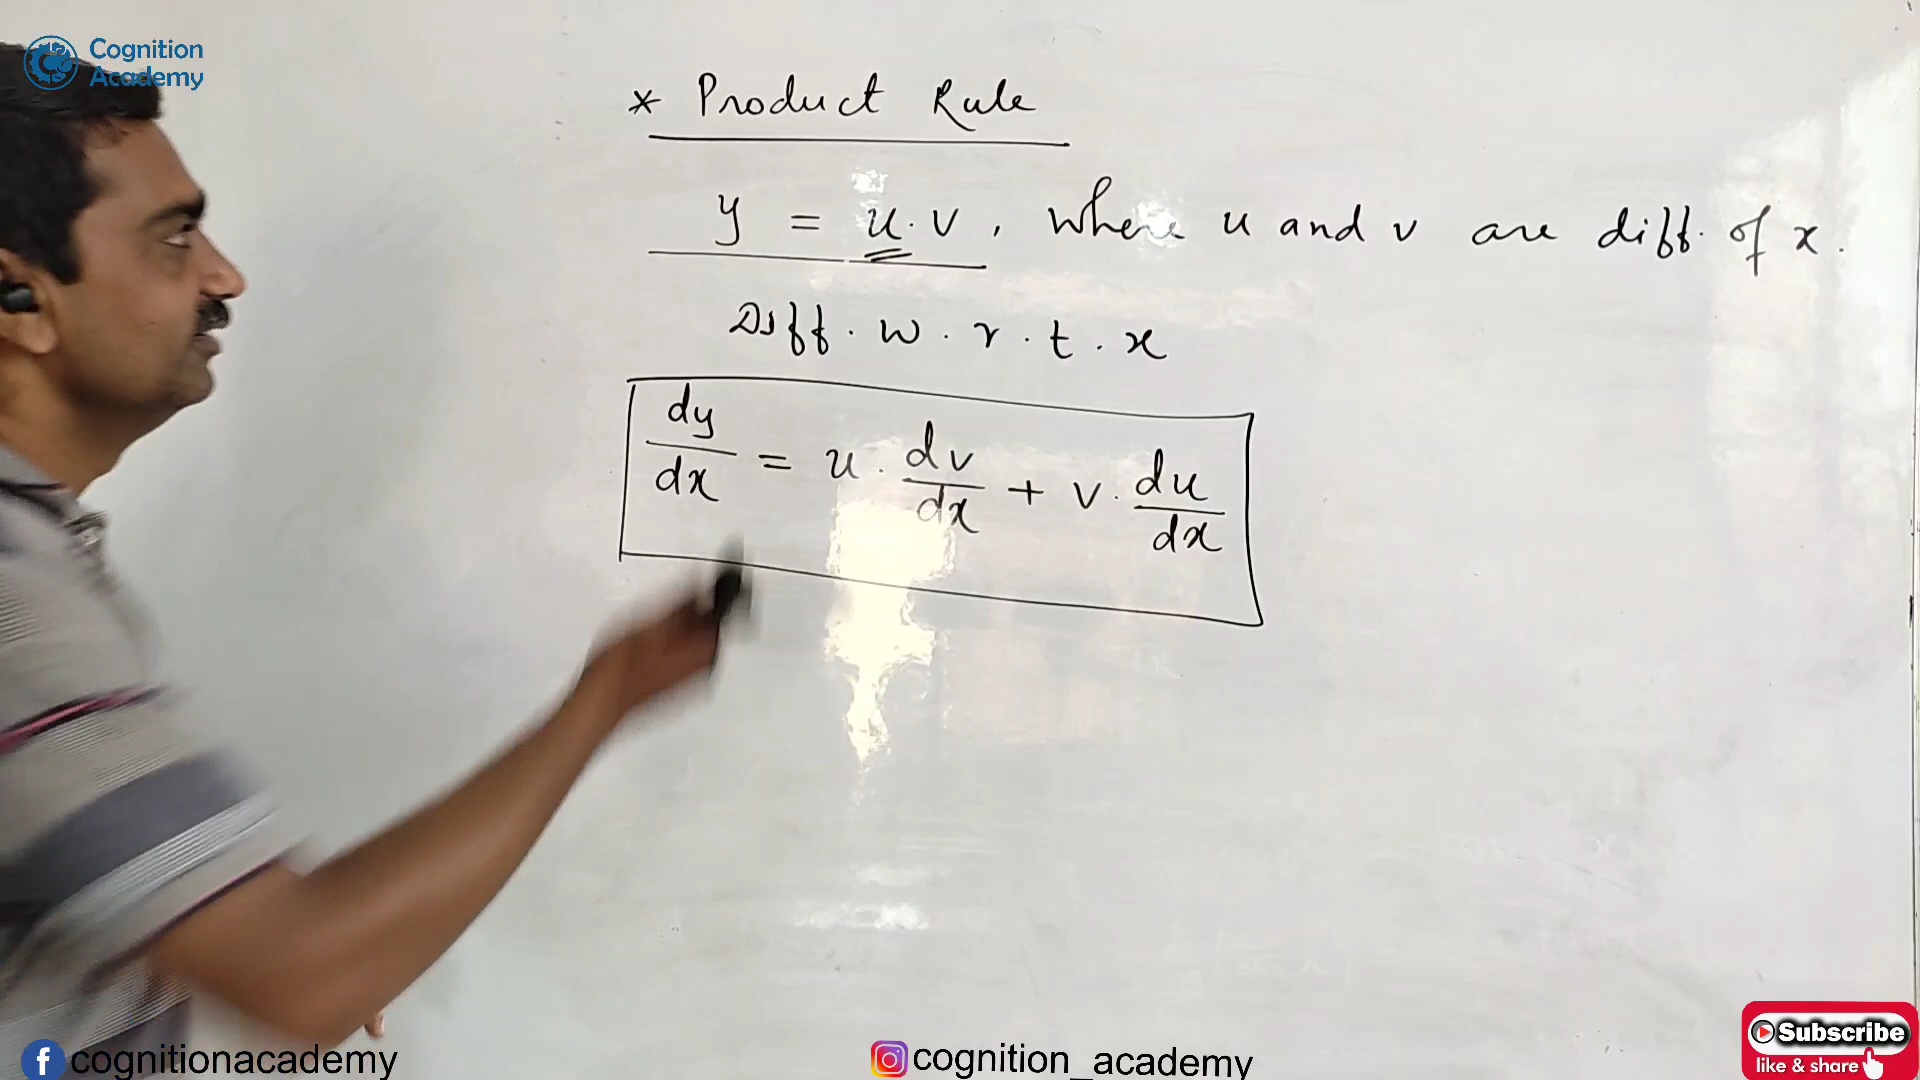 Cognition
Academy
* Product Rule
y = u . v , where u and v are diff. of x .
Diff . w . r . t . x
dy/dx = u . dv/dx + v . du/dx
cognitionacademy
cognition_academy
Subscribe
like & share